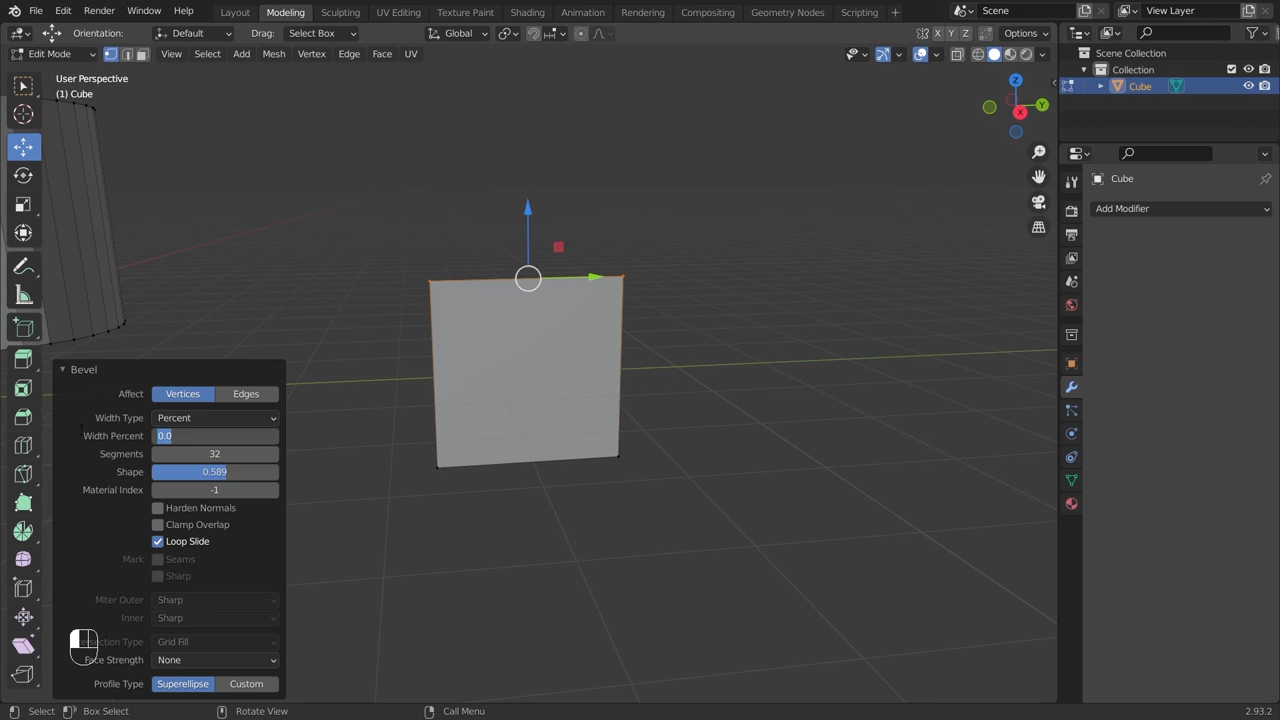 File Edit Render Window Help Layout Modeling Sculpting UV Editing Texture Paint Shading Animation Rendering Compositing Geometry Nodes Scripting + Scene View Layer
Orientation: Default Drag: Select Box Global X Y Z Options
Edit Mode View Select Add Mesh Vertex Edge Face UV
Scene Collection
Collection
Cube
User Perspective
(1) Cube
Z
Y
X
Cube
Add Modifier
Bevel
Affect Vertices Edges
Width Type Percent
Width Percent 0.0
Segments 32
Shape 0.589
Material Index -1
Harden Normals
Clamp Overlap
Loop Slide
Mark Seams
Sharp
Miter Outer Sharp
Inner Sharp
Grid Fill
Face Strength None
Profile Type Superellipse Custom
Select Box Select Rotate View Call Menu 2.93.2